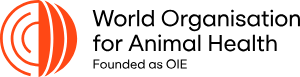 World Organisation
for Animal Health
Founded as OIE